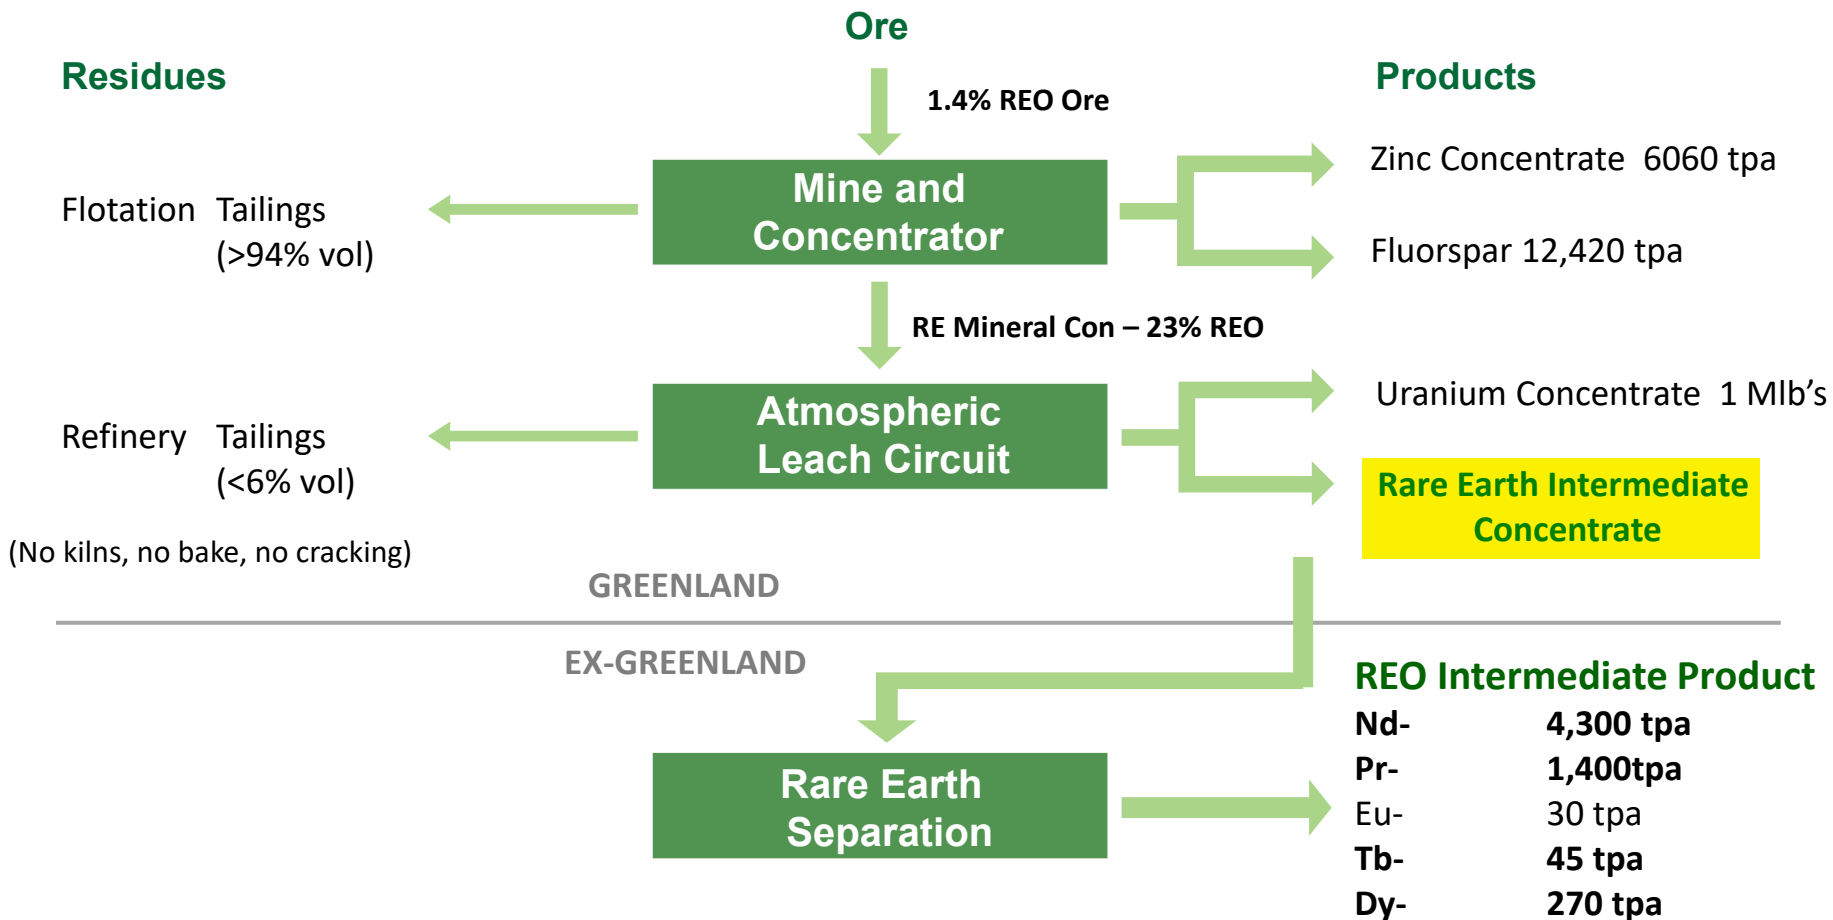 Ore
Residues
Products
1.4% REO Ore
Mine and
Concentrator
Flotation Tailings
(>94% vol)
Zinc Concentrate 6060 tpa
Fluorspar 12,420 tpa
RE Mineral Con – 23% REO
Atmospheric
Leach Circuit
Refinery Tailings
(<6% vol)
Uranium Concentrate 1 Mlb’s
Rare Earth Intermediate
Concentrate
(No kilns, no bake, no cracking)
GREENLAND
EX-GREENLAND
Rare Earth
Separation
REO Intermediate Product
Nd- 4,300 tpa
Pr- 1,400tpa
Eu- 30 tpa
Tb- 45 tpa
Dy- 270 tpa